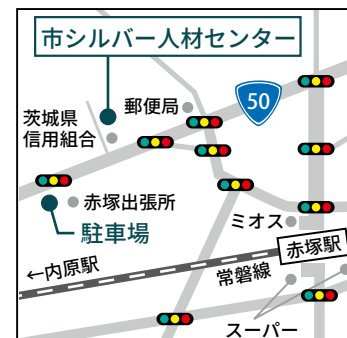 市シルバー人材センター
50
郵便局
茨城県
信用組合
赤塚出張所
駐車場
ミオス
赤塚駅
←内原駅
常磐線
スーパー